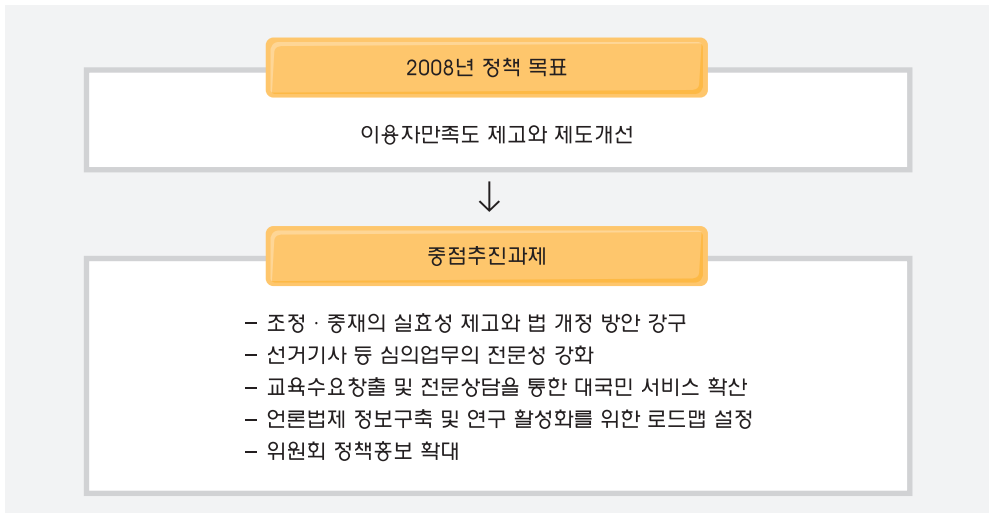 2008년 정책 목표
이용자만족도 제고와 제도개선
중점추진과제
– 조정 · 중재의 실효성 제고와 법 개정 방안 강구
– 선거기사 등 심의업무의 전문성 강화
– 교육수요창출 및 전문상담을 통한 대국민 서비스 확산
– 언론법제 정보구축 및 연구 활성화를 위한 로드맵 설정
– 위원회 정책홍보 확대